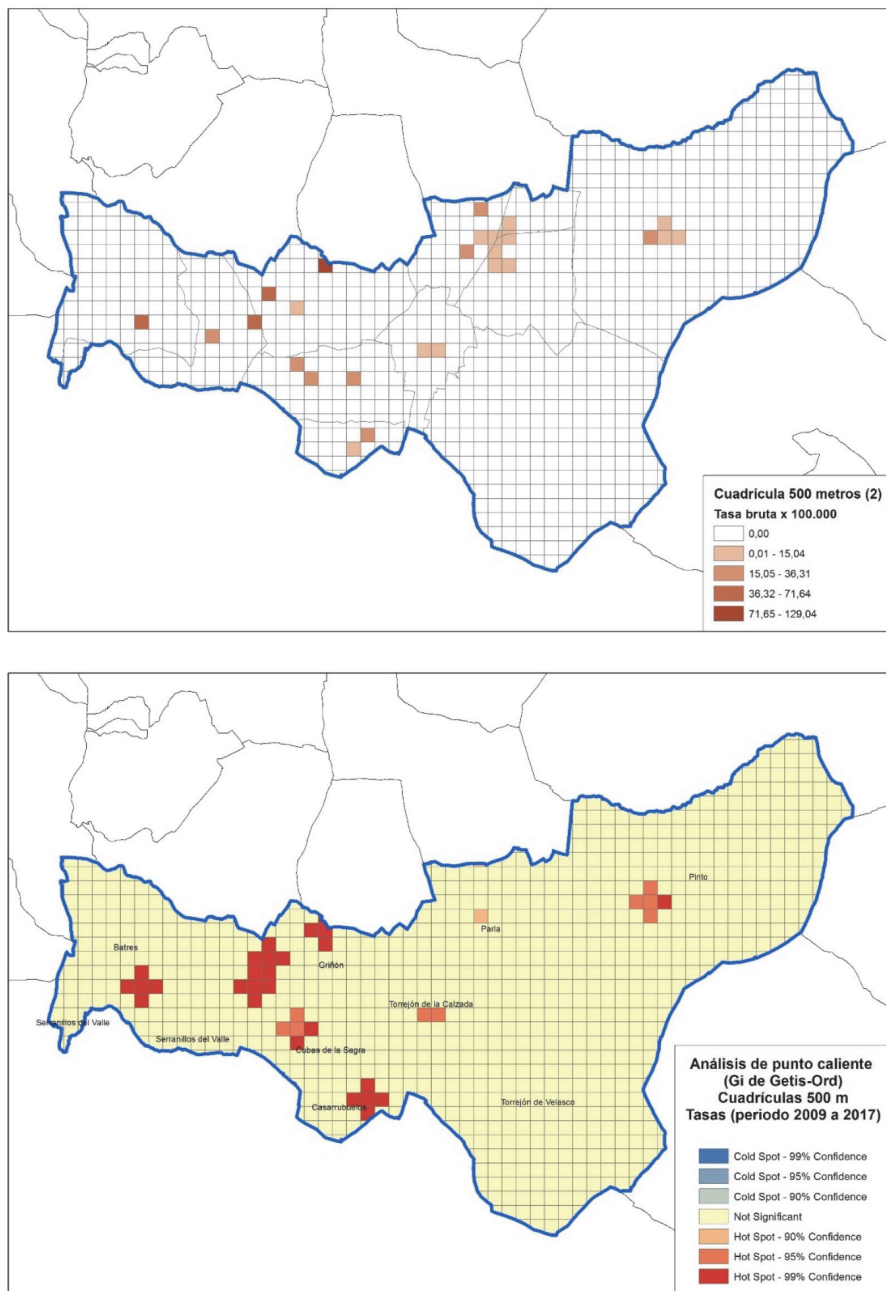 Cuadrícula 500 metros (2)
Tasa bruta x 100.000
0,00
0,01 - 15,04
15,05 - 36,31
36,32 - 71,64
71,65 - 129,04
Pinto
Parla
Batres
Griñón
Torrejón de la Calzada
Serranillos del Valle
Serranillos del Valle
Cubas de la Sagra
Casarrubuelos
Torrejón de Velasco
Análisis de punto caliente
(Gi de Getis-Ord)
Cuadrículas 500 m
Tasas (periodo 2009 a 2017)
Cold Spot - 99% Confidence
Cold Spot - 95% Confidence
Cold Spot - 90% Confidence
Not Significant
Hot Spot - 90% Confidence
Hot Spot - 95% Confidence
Hot Spot - 99% Confidence